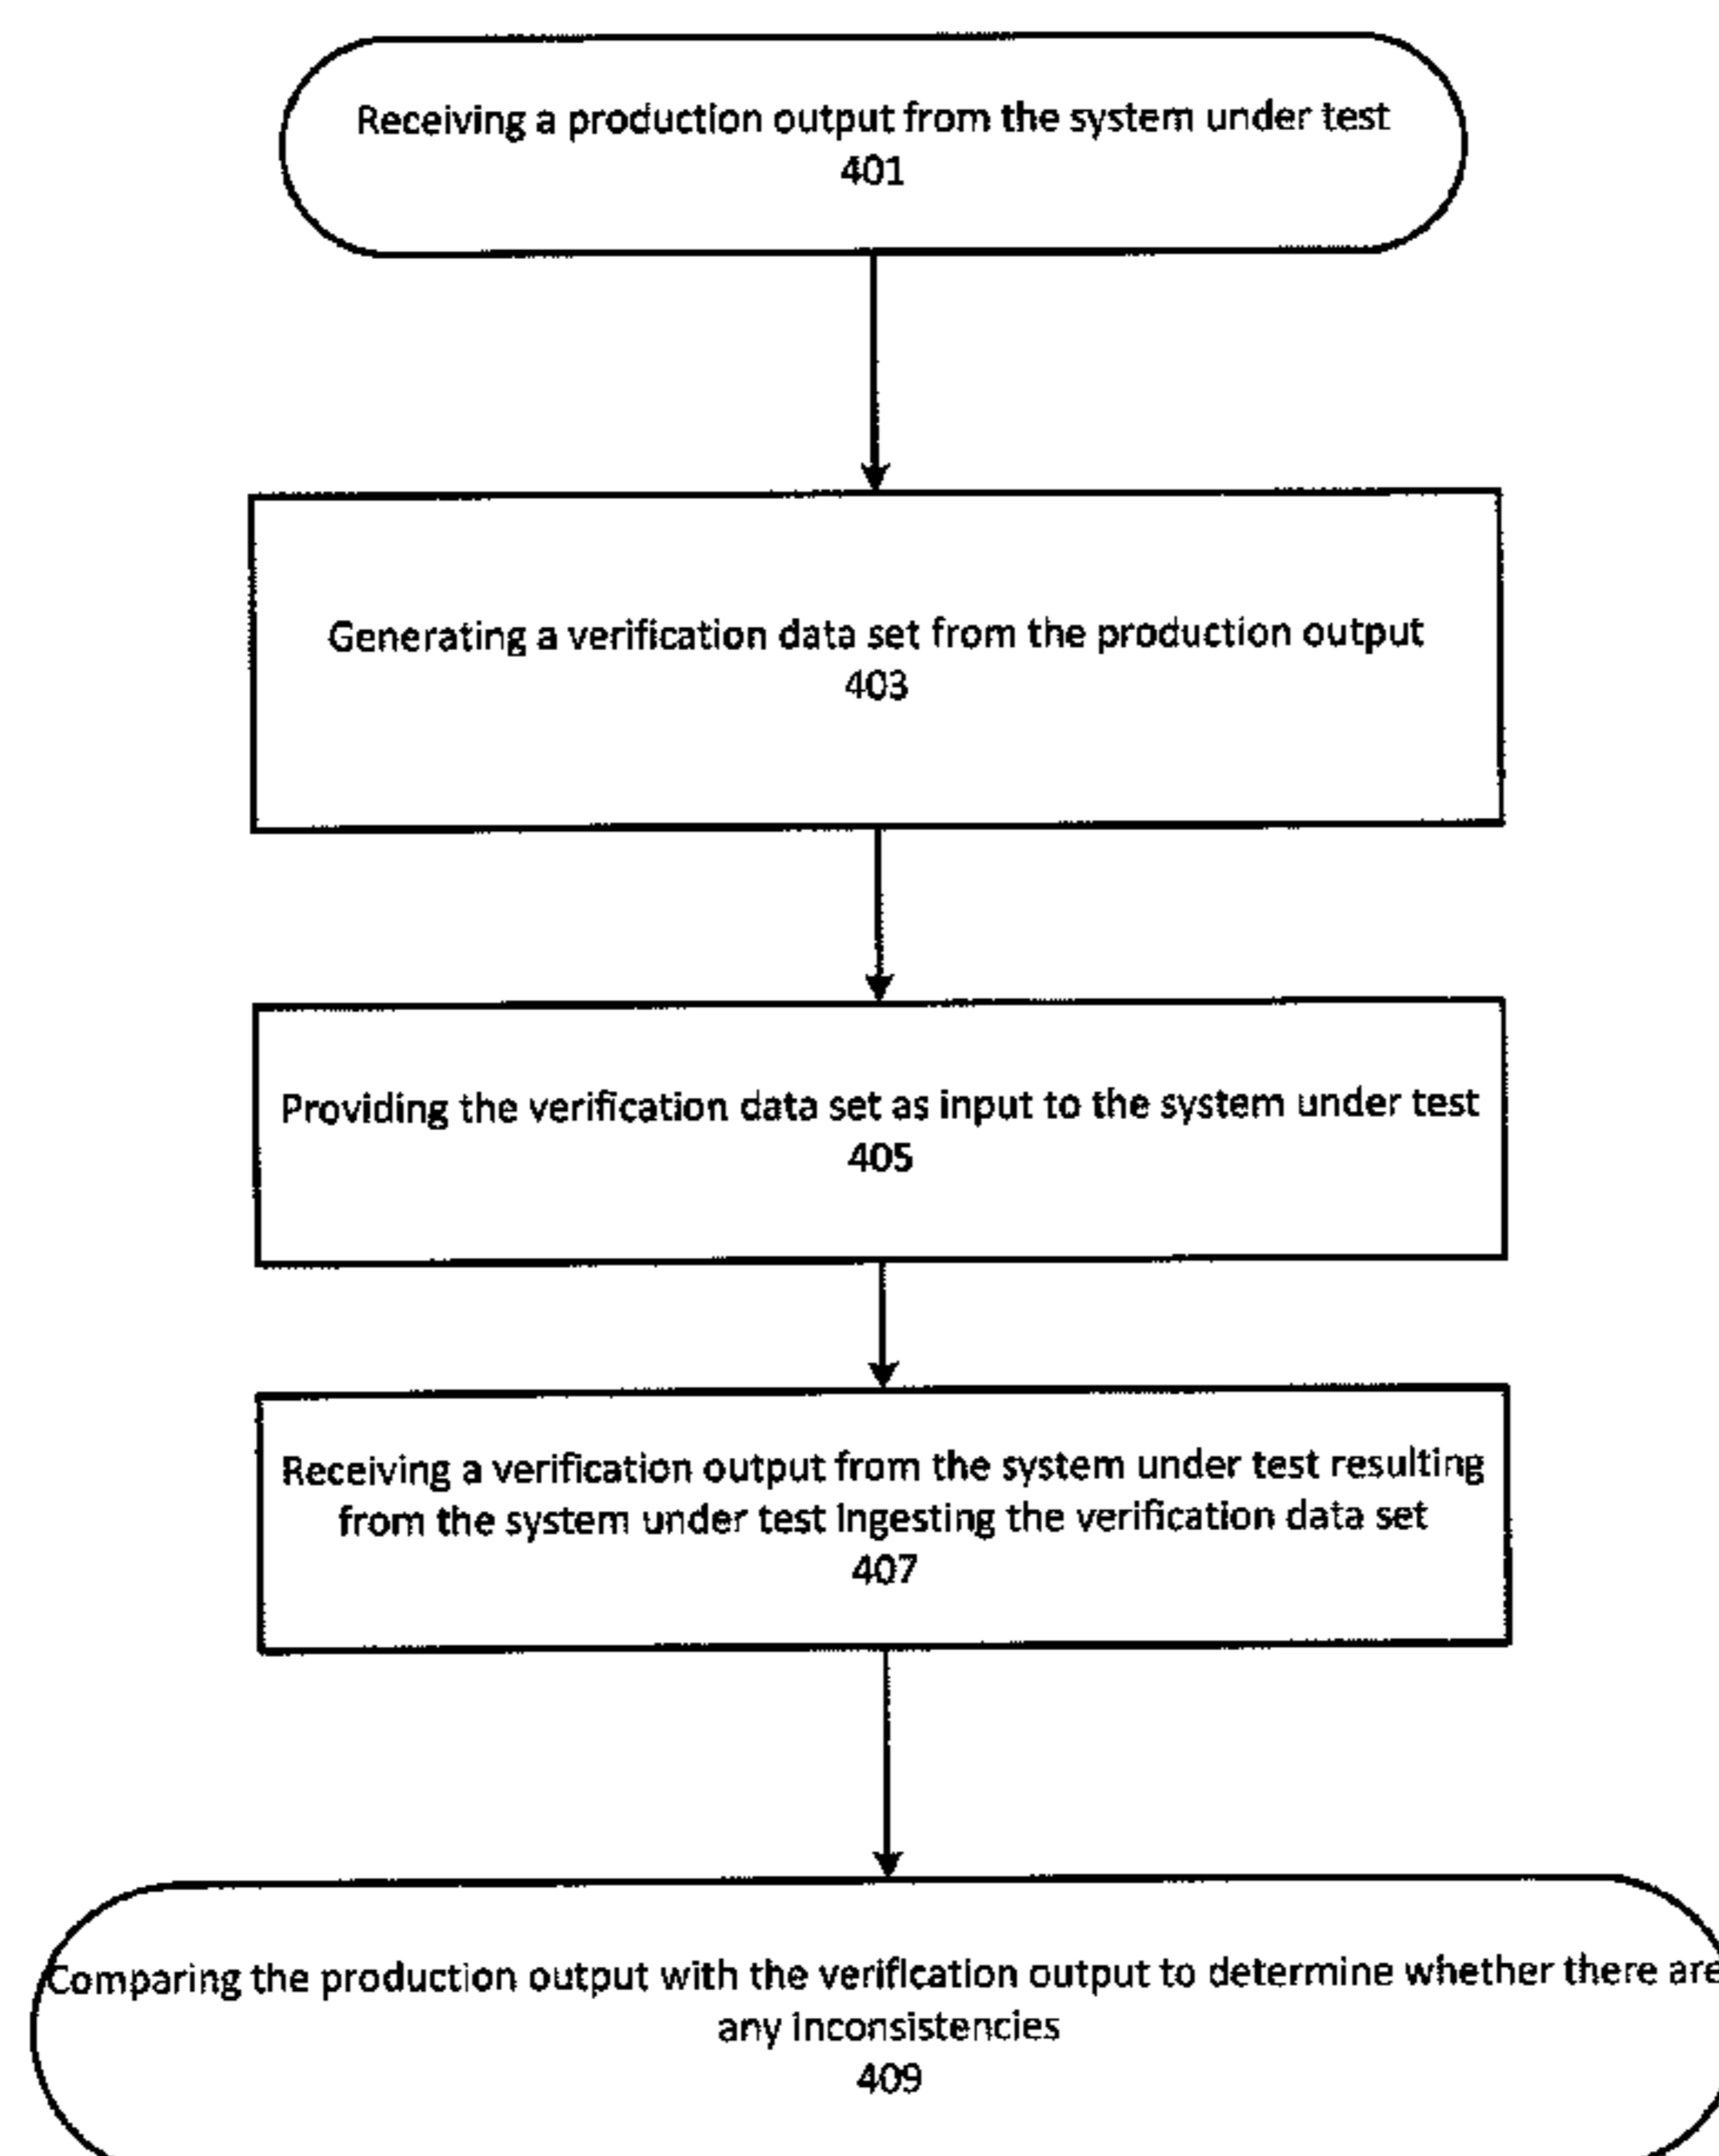 Receiving a production output from the system under test
401
Generating a verification data set from the production output
403
Providing the verification data set as input to the system under test
405
Receiving a verification output from the system under test resulting
from the system under test ingesting the verification data set
407
Comparing the production output with the verification output to determine whether there are
any inconsistencies
409